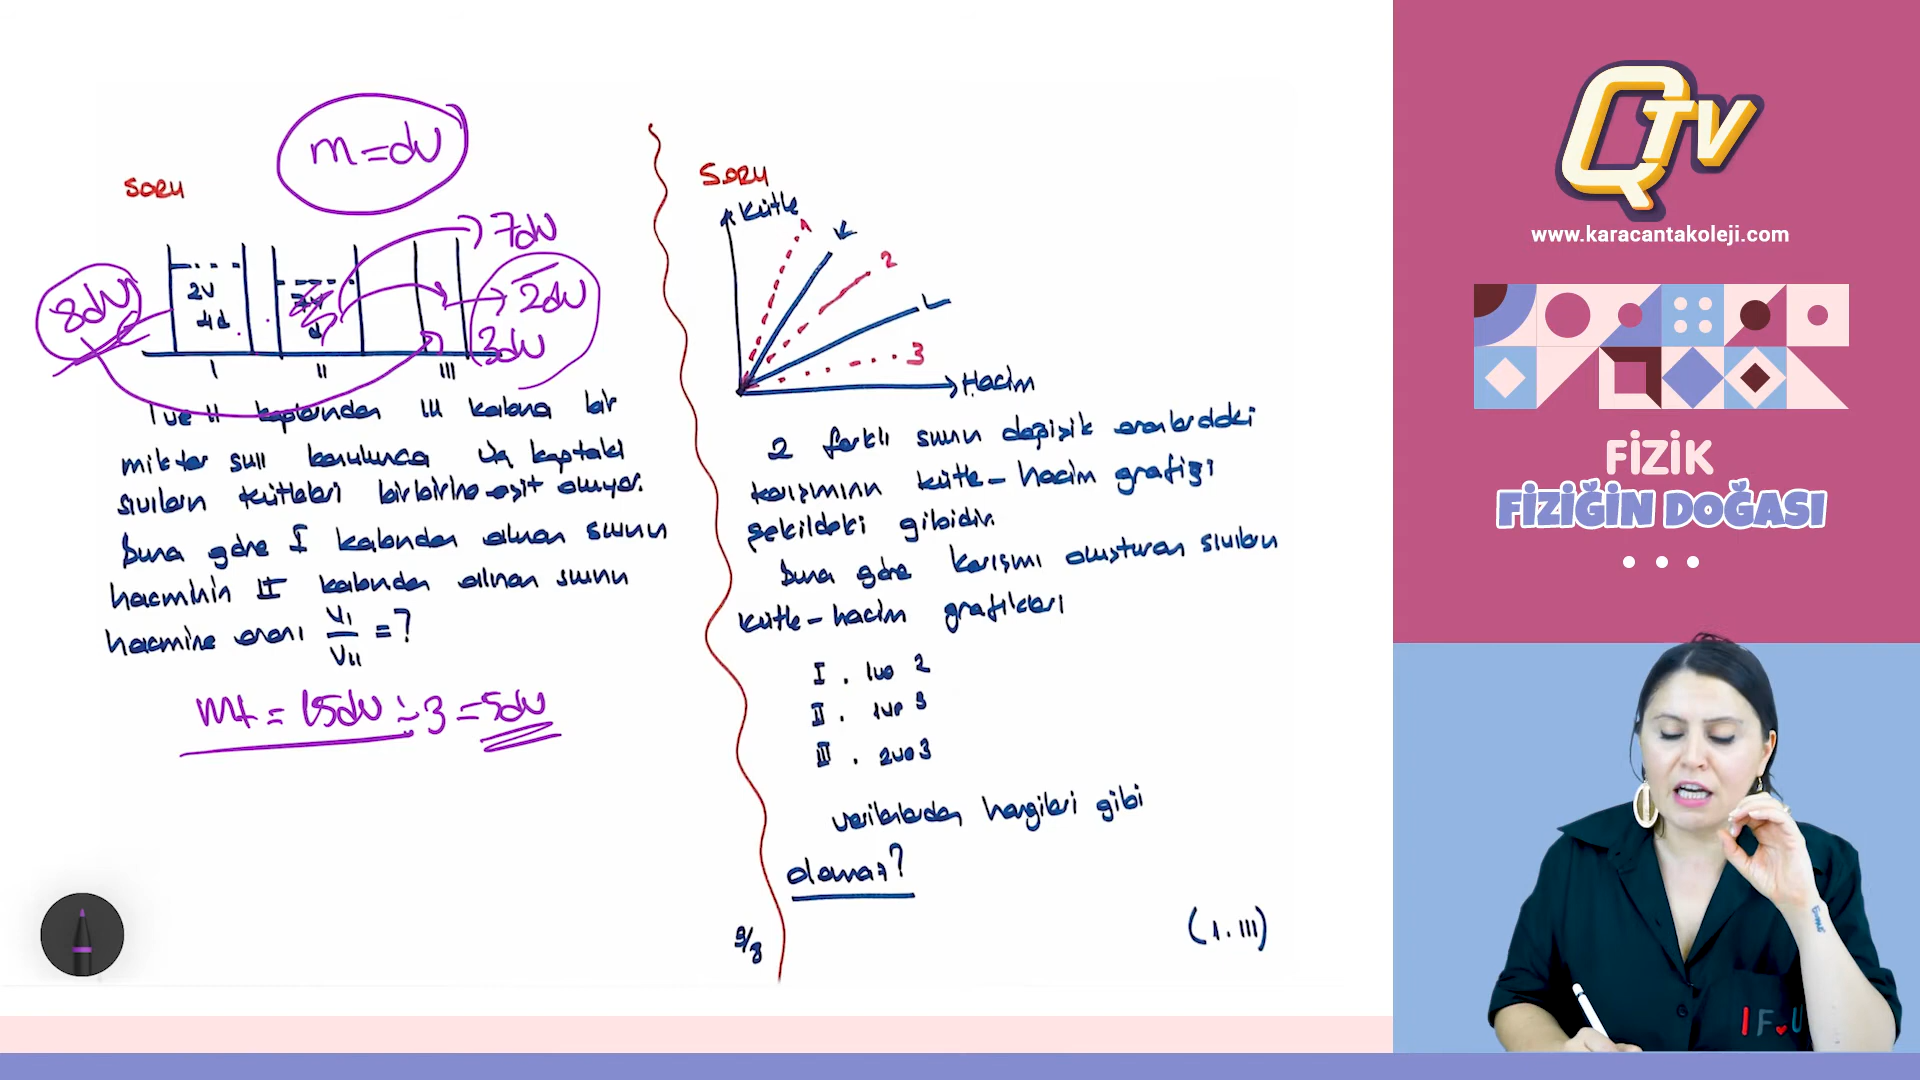 m=dV
SORU
7dV
8dV
2V
4d
d
2dV
3dV
I
II
III
I ve II kaplarından III kabına bir
miktar sıvı konulunca üç kaptaki
sıvıların kütleleri birbirine eşit oluyor.
Buna göre I kabından alınan sıvının
hacminin II kabından alınan sıvının
hacmine oranı V₁/V₁₁ = ?
mt = 15dV ÷ 3 = 5dV
SORU
Kütle
K
2
L
3
Hacim
2 farklı sıvının değişik oranlardaki
karışımının kütle-hacim grafiği
şekildeki gibidir.
Buna göre karışımı oluşturan sıvıların
kütle-hacim grafikleri
I. 1 ve 2
II. 1 ve 3
III. 2 ve 3
verilenlerden hangileri gibi
olamaz?
(I.III)
QTV
www.karacantakoleji.com
FİZİK
FİZİĞİN DOĞASI